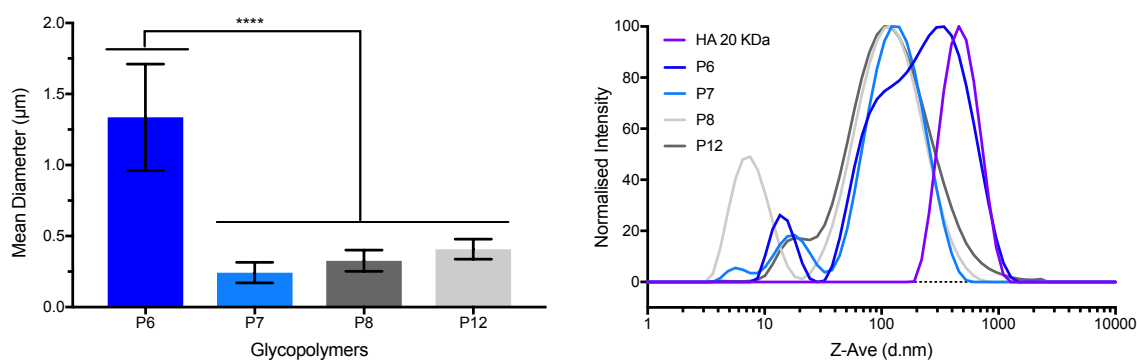 ****
2.0
1.5
1.0
0.5
0.0
Mean Diamerter (μm)
P6
P7
P8
P12
Glycopolymers
100
80
60
40
20
0
Normalised Intensity
HA 20 KDa
P6
P7
P8
P12
1
10
100
1000
10000
Z-Ave (d.nm)